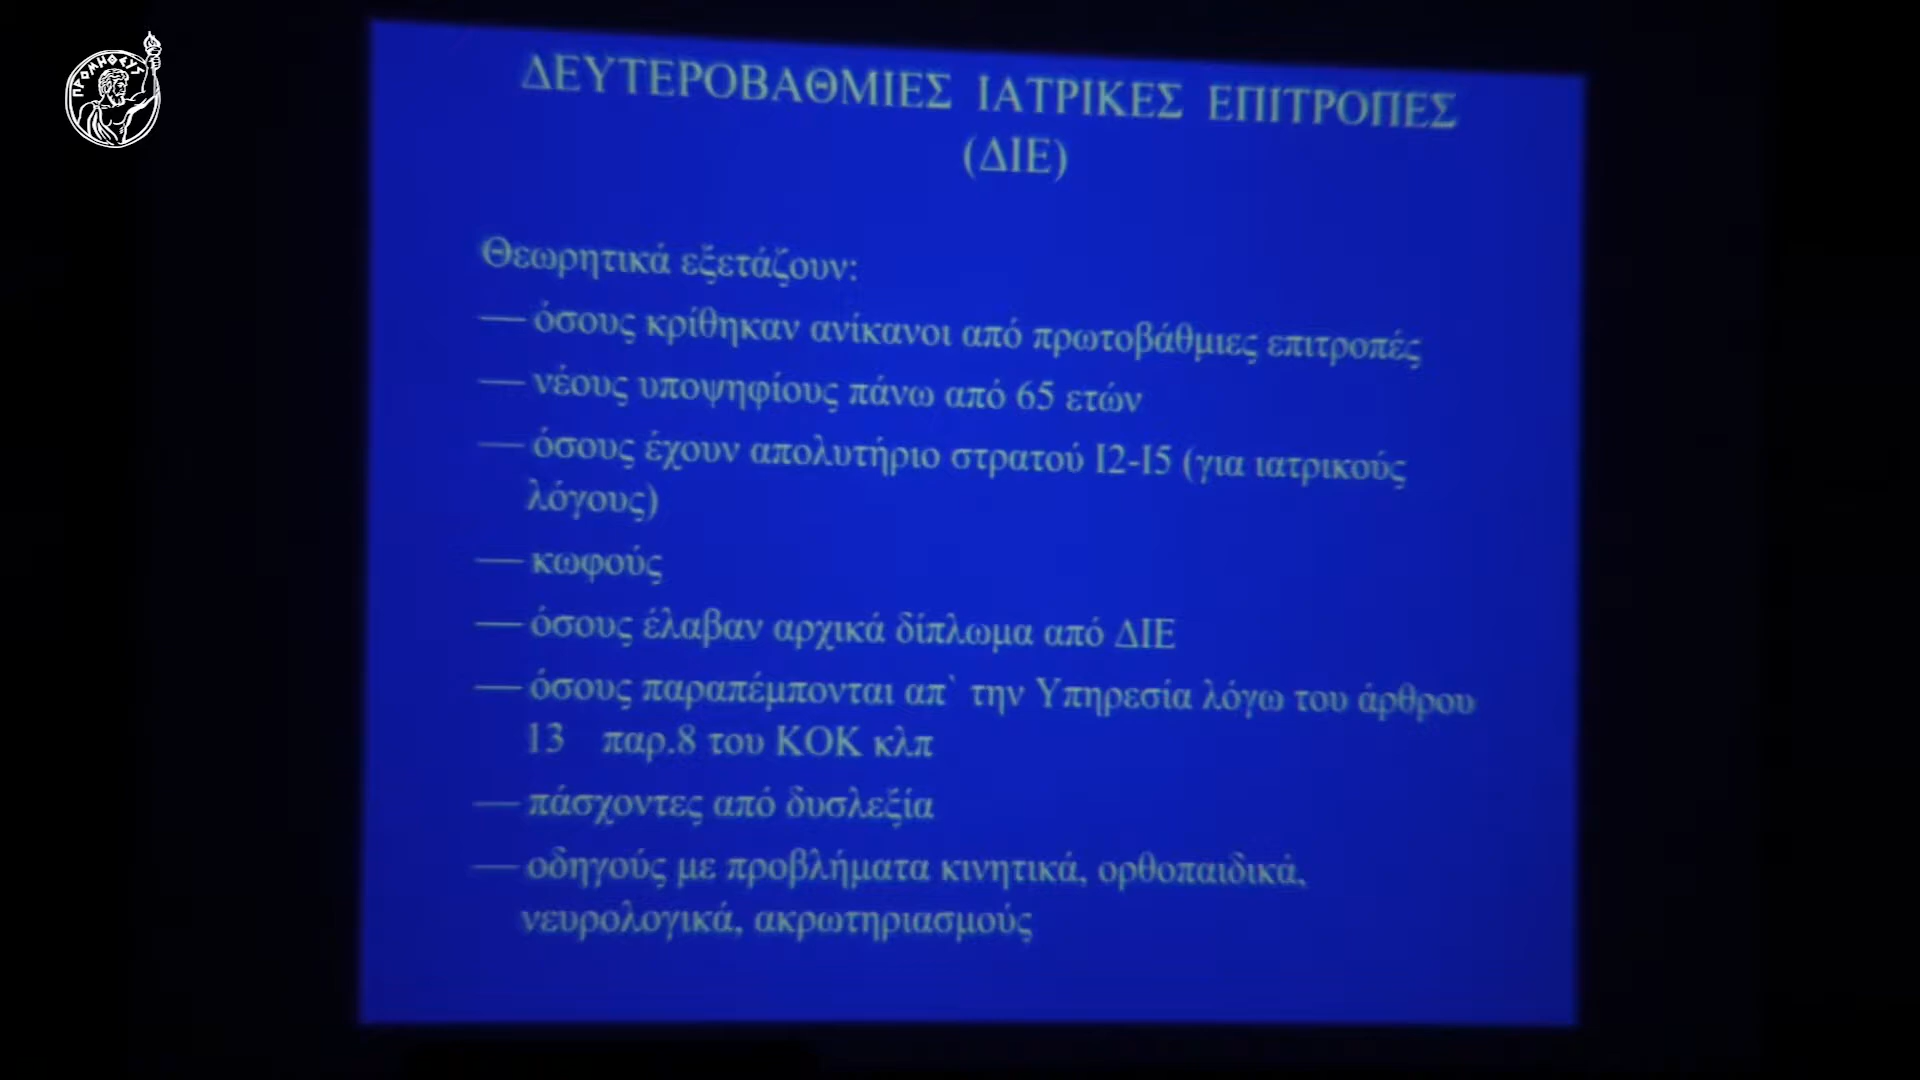 ΠΡΟΜΗΘΕΥΣ
ΔΕΥΤΕΡΟΒΑΘΜΙΕΣ ΙΑΤΡΙΚΕΣ ΕΠΙΤΡΟΠΕΣ
(ΔΙΕ)
Θεωρητικά εξετάζουν:
— όσους κρίθηκαν ανίκανοι από πρωτοβάθμιες επιτροπές
— νέους υποψηφίους πάνω από 65 ετών
— όσους έχουν απολυτήριο στρατού Ι2-Ι5 (για ιατρικούς
λόγους)
— κωφούς
— όσους έλαβαν αρχικά δίπλωμα από ΔΙΕ
— όσους παραπέμπονται απ` την Υπηρεσία λόγω του άρθρου
13 παρ.8 του ΚΟΚ κλπ
— πάσχοντες από δυσλεξία
— οδηγούς με προβλήματα κινητικά, ορθοπαιδικά,
νευρολογικά, ακρωτηριασμούς